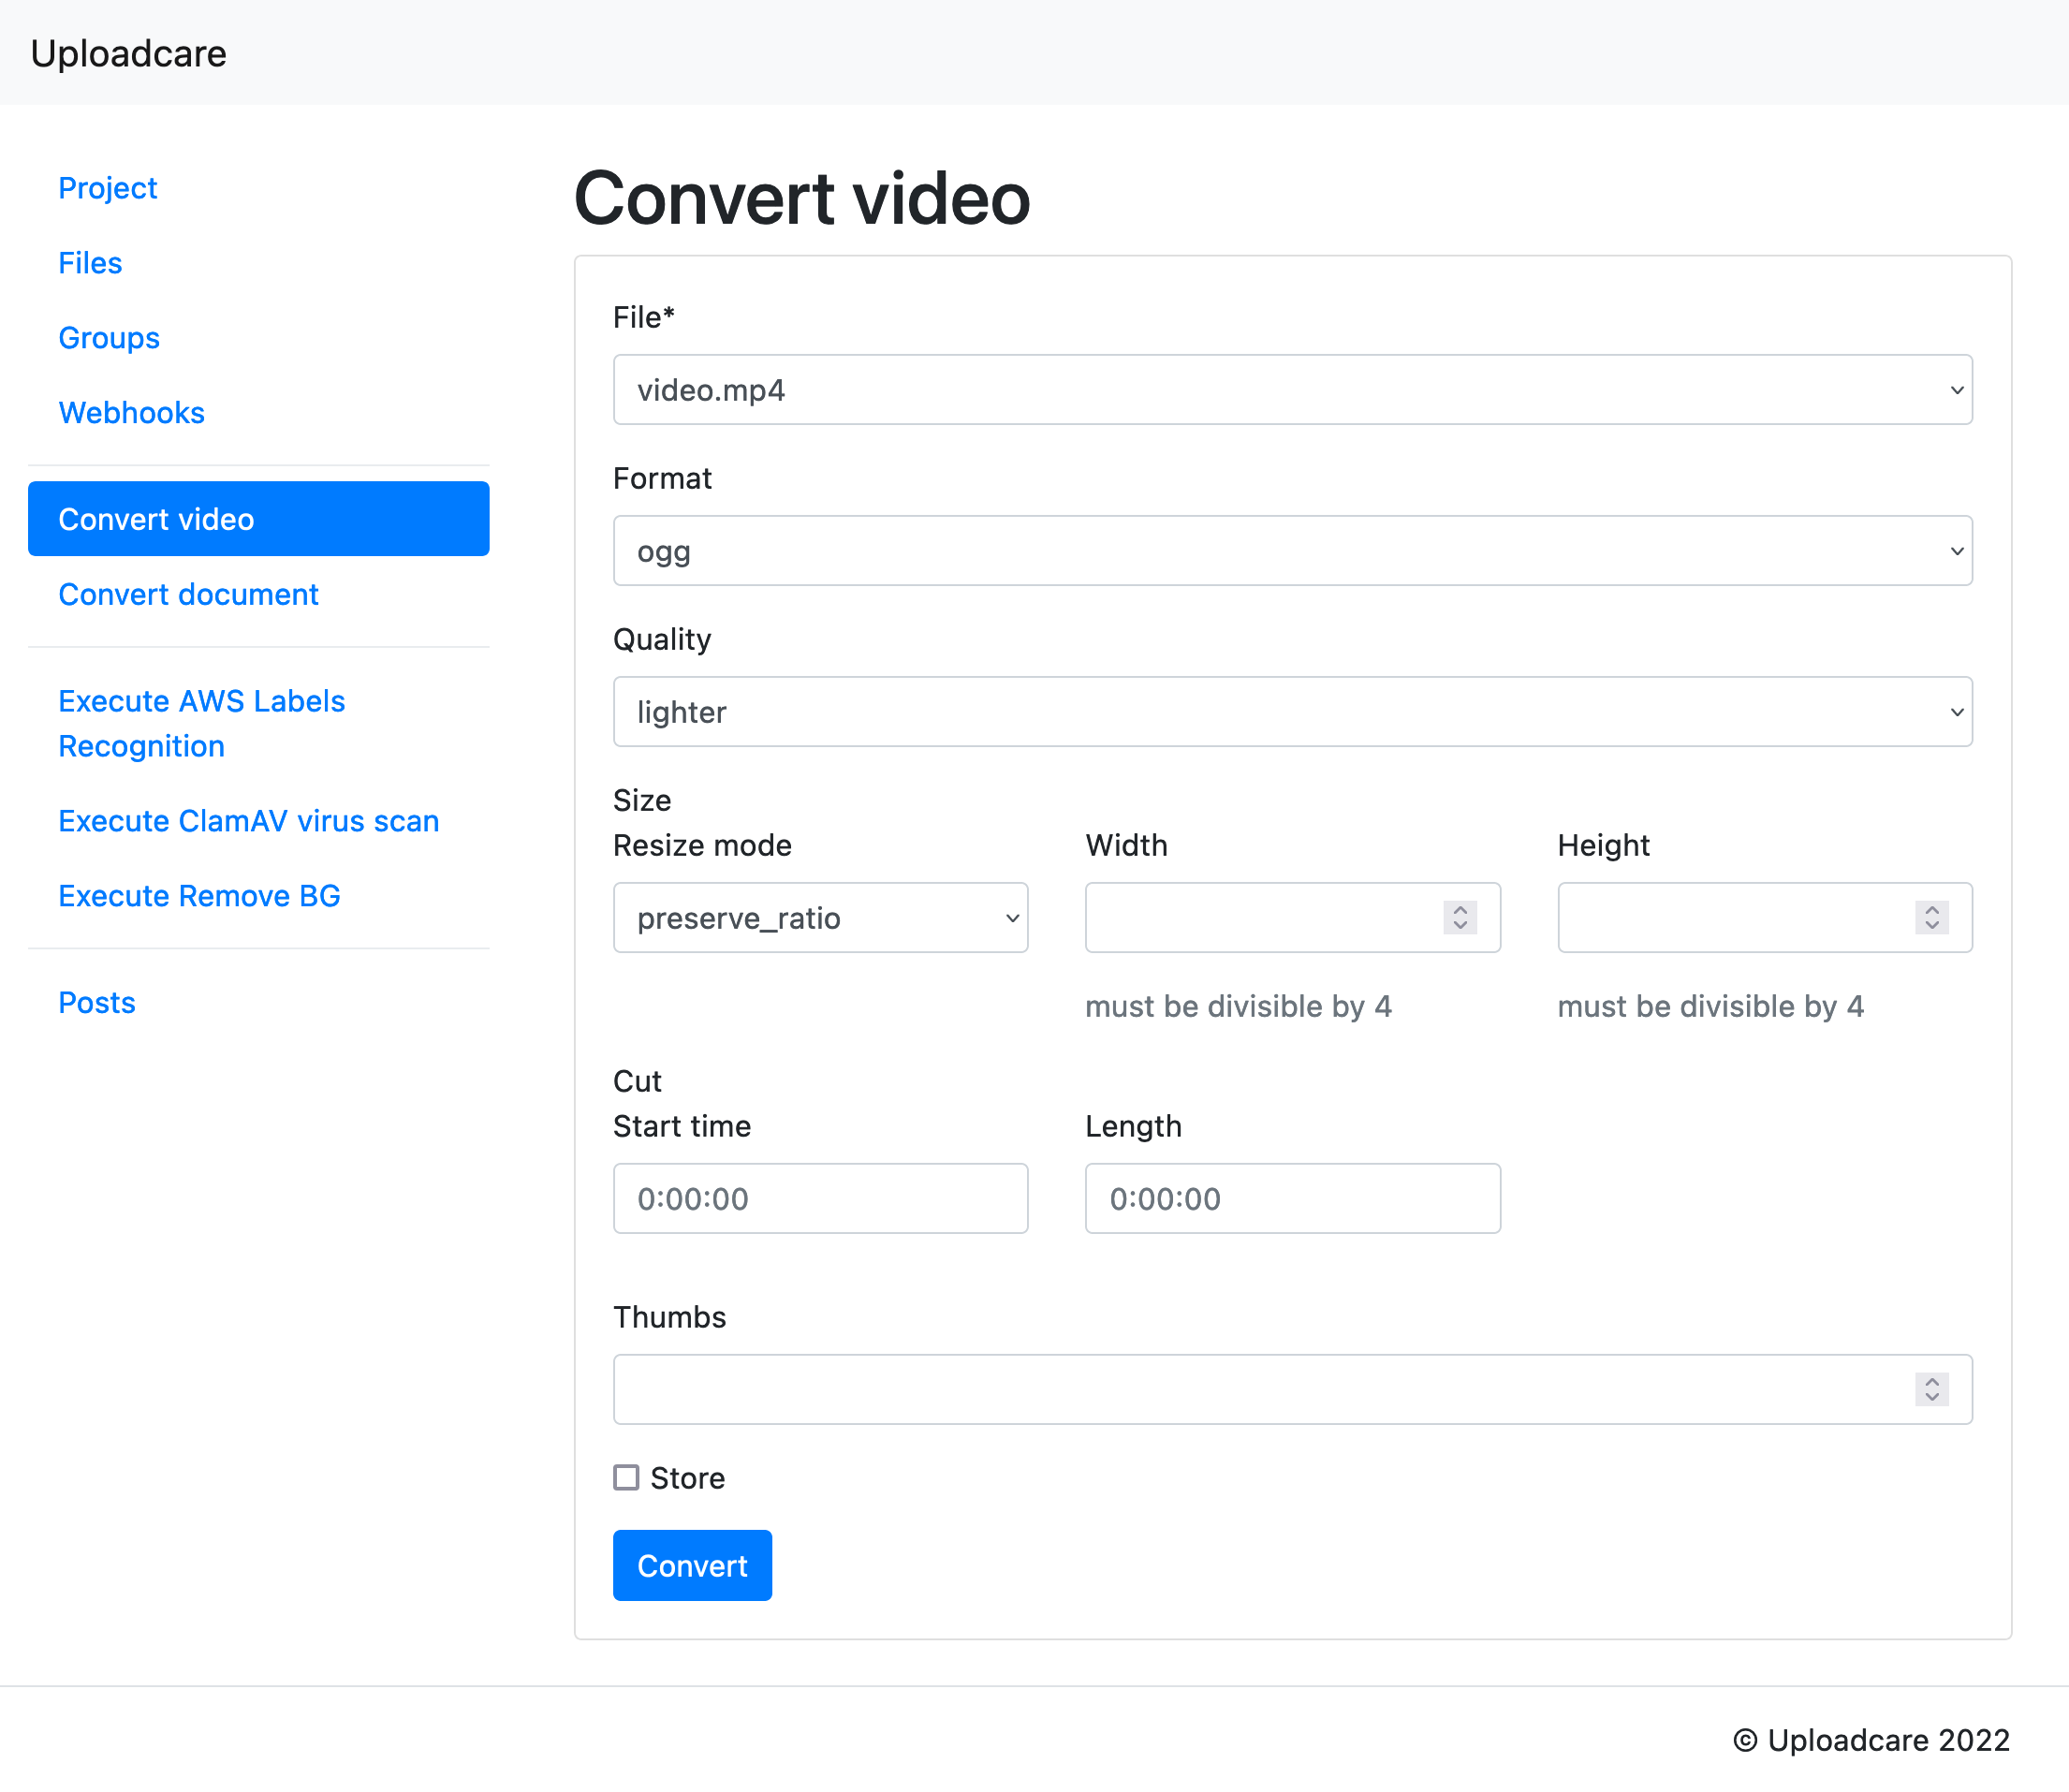 Uploadcare
Project
Files
Groups
Webhooks
Convert video
Convert document
Execute AWS Labels
Recognition
Execute ClamAV virus scan
Execute Remove BG
Posts
Convert video
File*
video.mp4
Format
ogg
Quality
lighter
Size
Resize mode
preserve_ratio
Width
must be divisible by 4
Height
must be divisible by 4
Cut
Start time
0:00:00
Length
0:00:00
Thumbs
Store
Convert
© Uploadcare 2022